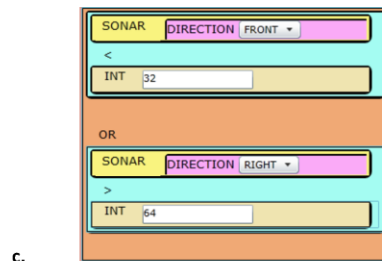 SONAR DIRECTION FRONT
<
INT 32
OR
SONAR DIRECTION RIGHT
>
INT 64
c.